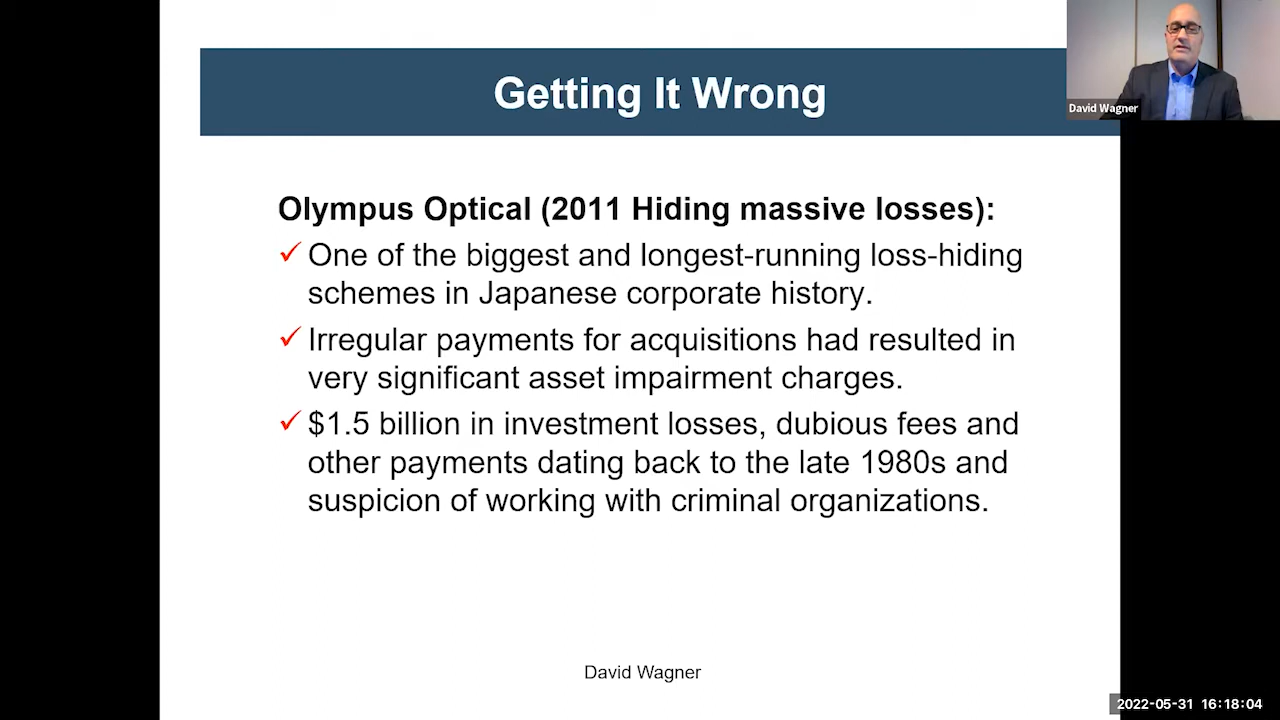 Getting It Wrong
David Wagner
Olympus Optical (2011 Hiding massive losses):
✓ One of the biggest and longest-running loss-hiding
schemes in Japanese corporate history.
✓ Irregular payments for acquisitions had resulted in
very significant asset impairment charges.
✓ $1.5 billion in investment losses, dubious fees and
other payments dating back to the late 1980s and
suspicion of working with criminal organizations.
David Wagner
2022-05-31 16:18:04